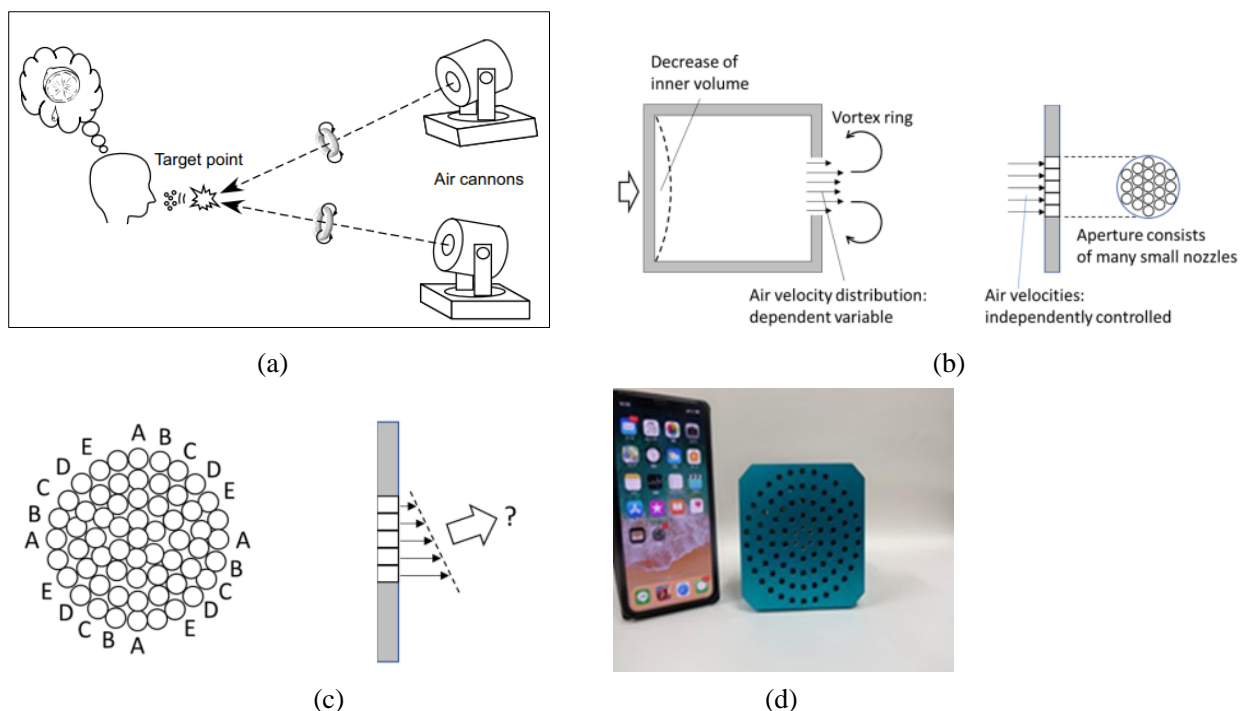 Target point
Air cannons
(a)
Decrease of
inner volume
Vortex ring
Air velocity distribution:
dependent variable
Aperture consists
of many small nozzles
Air velocities:
independently controlled
(b)
A
B
C
D
E
A
B
C
D
E
A
B
C
D
E
A
B
C
D
E
?
(c)
(d)